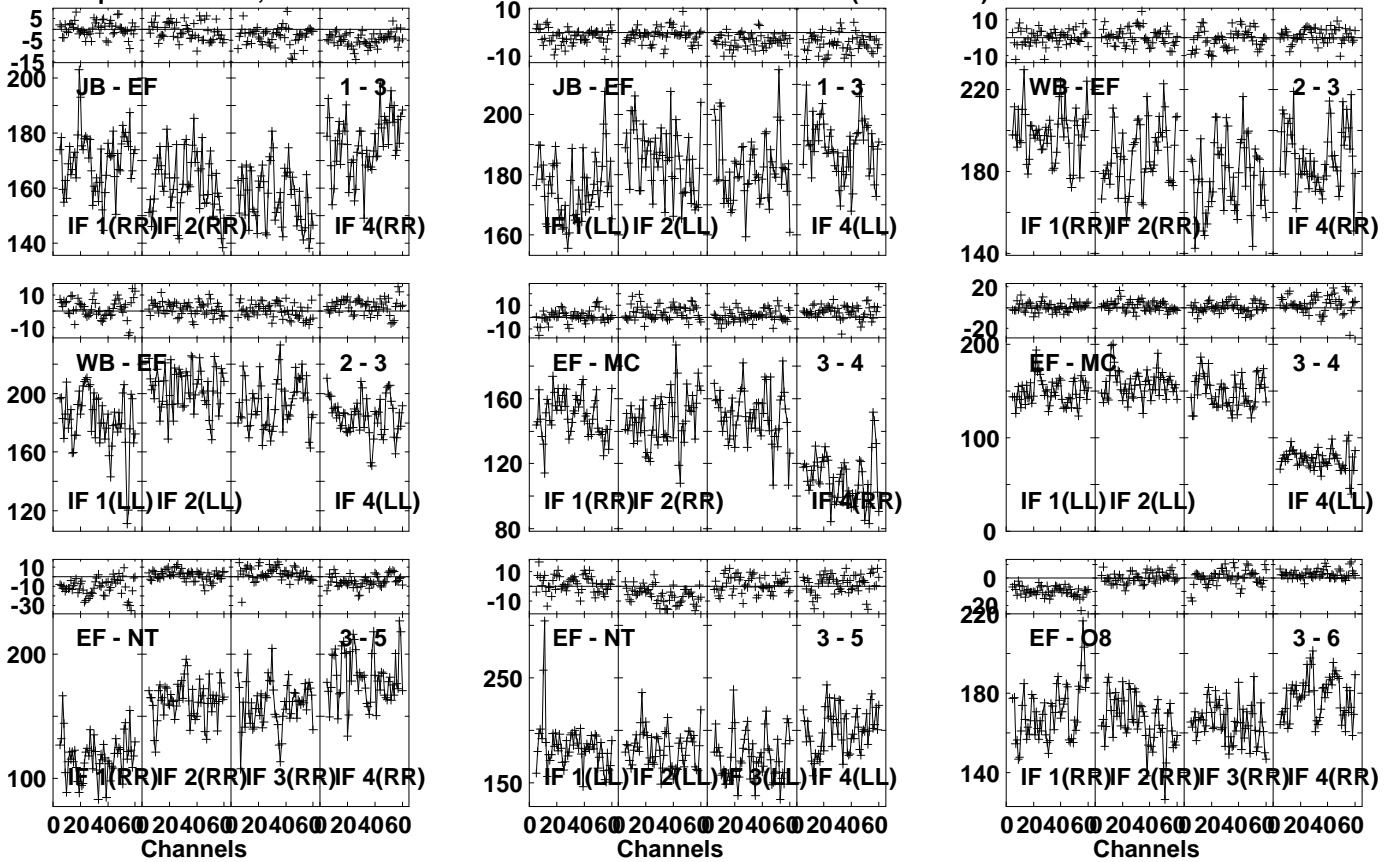 5
-5
-15
200
180
160
140
JB - EF
1 - 3
IF 1(RR)
IF 2(RR)
IF 4(RR)
10
-10
200
180
160
JB - EF
1 - 3
IF 1(LL)
IF 2(LL)
IF 4(LL)
10
-10
220
180
140
WB - EF
2 - 3
IF 1(RR)
IF 2(RR)
IF 4(RR)
10
-10
200
160
120
WB - EF
2 - 3
IF 1(LL)
IF 2(LL)
IF 4(LL)
10
-10
160
120
80
EF - MC
3 - 4
IF 1(RR)
IF 2(RR)
IF 4(RR)
20
-20
200
100
0
EF - MC
3 - 4
IF 1(LL)
IF 2(LL)
IF 4(LL)
10
-10
-30
200
100
EF - NT
3 - 5
IF 1(RR)
IF 2(RR)
IF 3(RR)
IF 4(RR)
0 204060 0 204060 0 204060 0 204060
Channels
10
-10
250
150
EF - NT
3 - 5
IF 1(LL)
IF 2(LL)
IF 3(LL)
IF 4(LL)
0 204060 0 204060 0 204060 0 204060
Channels
0
220
180
140
EF - O8
3 - 6
IF 1(RR)
IF 2(RR)
IF 3(RR)
IF 4(RR)
0 204060 0 204060 0 204060 0 204060
Channels